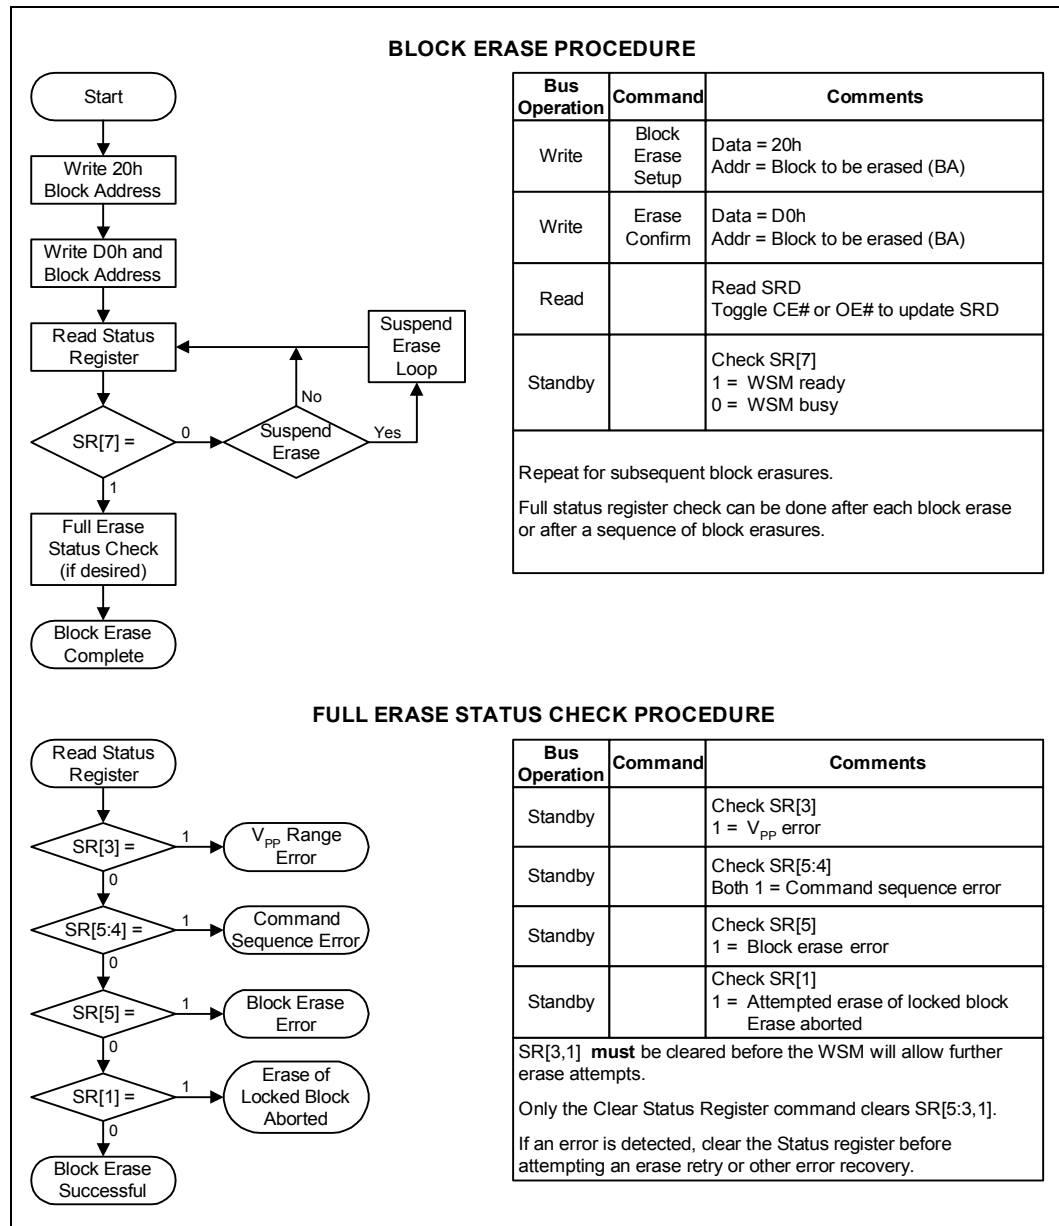 BLOCK ERASE PROCEDURE
Start
Write 20h
Block Address
Write D0h and
Block Address
Read Status
Register
Suspend
Erase
Loop
No
SR[7] =
0
Suspend
Erase
Yes
1
Full Erase
Status Check
(if desired)
Block Erase
Complete
Bus
Operation
Command
Comments
Write
Block
Erase
Setup
Data = 20h
Addr = Block to be erased (BA)
Write
Erase
Confirm
Data = D0h
Addr = Block to be erased (BA)
Read
Read SRD
Toggle CE# or OE# to update SRD
Standby
Check SR[7]
1 = WSM ready
0 = WSM busy
Repeat for subsequent block erasures.
Full status register check can be done after each block erase
or after a sequence of block erasures.
FULL ERASE STATUS CHECK PROCEDURE
Read Status
Register
SR[3] =
1
VPP Range
Error
0
SR[5:4] =
1
Command
Sequence Error
0
SR[5] =
1
Block Erase
Error
0
SR[1] =
1
Erase of
Locked Block
Aborted
0
Block Erase
Successful
Bus
Operation
Command
Comments
Standby
Check SR[3]
1 = VPP error
Standby
Check SR[5:4]
Both 1 = Command sequence error
Standby
Check SR[5]
1 = Block erase error
Standby
Check SR[1]
1 = Attempted erase of locked block
Erase aborted
SR[3,1] must be cleared before the WSM will allow further
erase attempts.
Only the Clear Status Register command clears SR[5:3,1].
If an error is detected, clear the Status register before
attempting an erase retry or other error recovery.